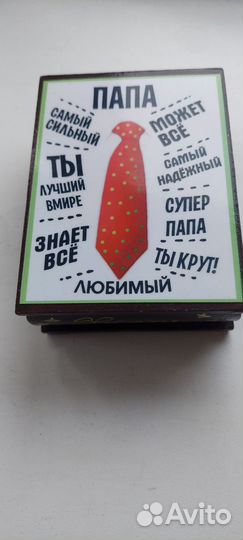 ПАПА
САМЫЙ
СИЛЬНЫЙ
МОЖЕТ
ВСЁ
ТЫ
ЛУЧШИЙ
ВМИРЕ
САМЫЙ
НАДЁЖНЫЙ
СУПЕР
ПАПА
ЗНАЕТ
ВСЁ
ТЫ КРУТ!
ЛЮБИМЫЙ
Avito